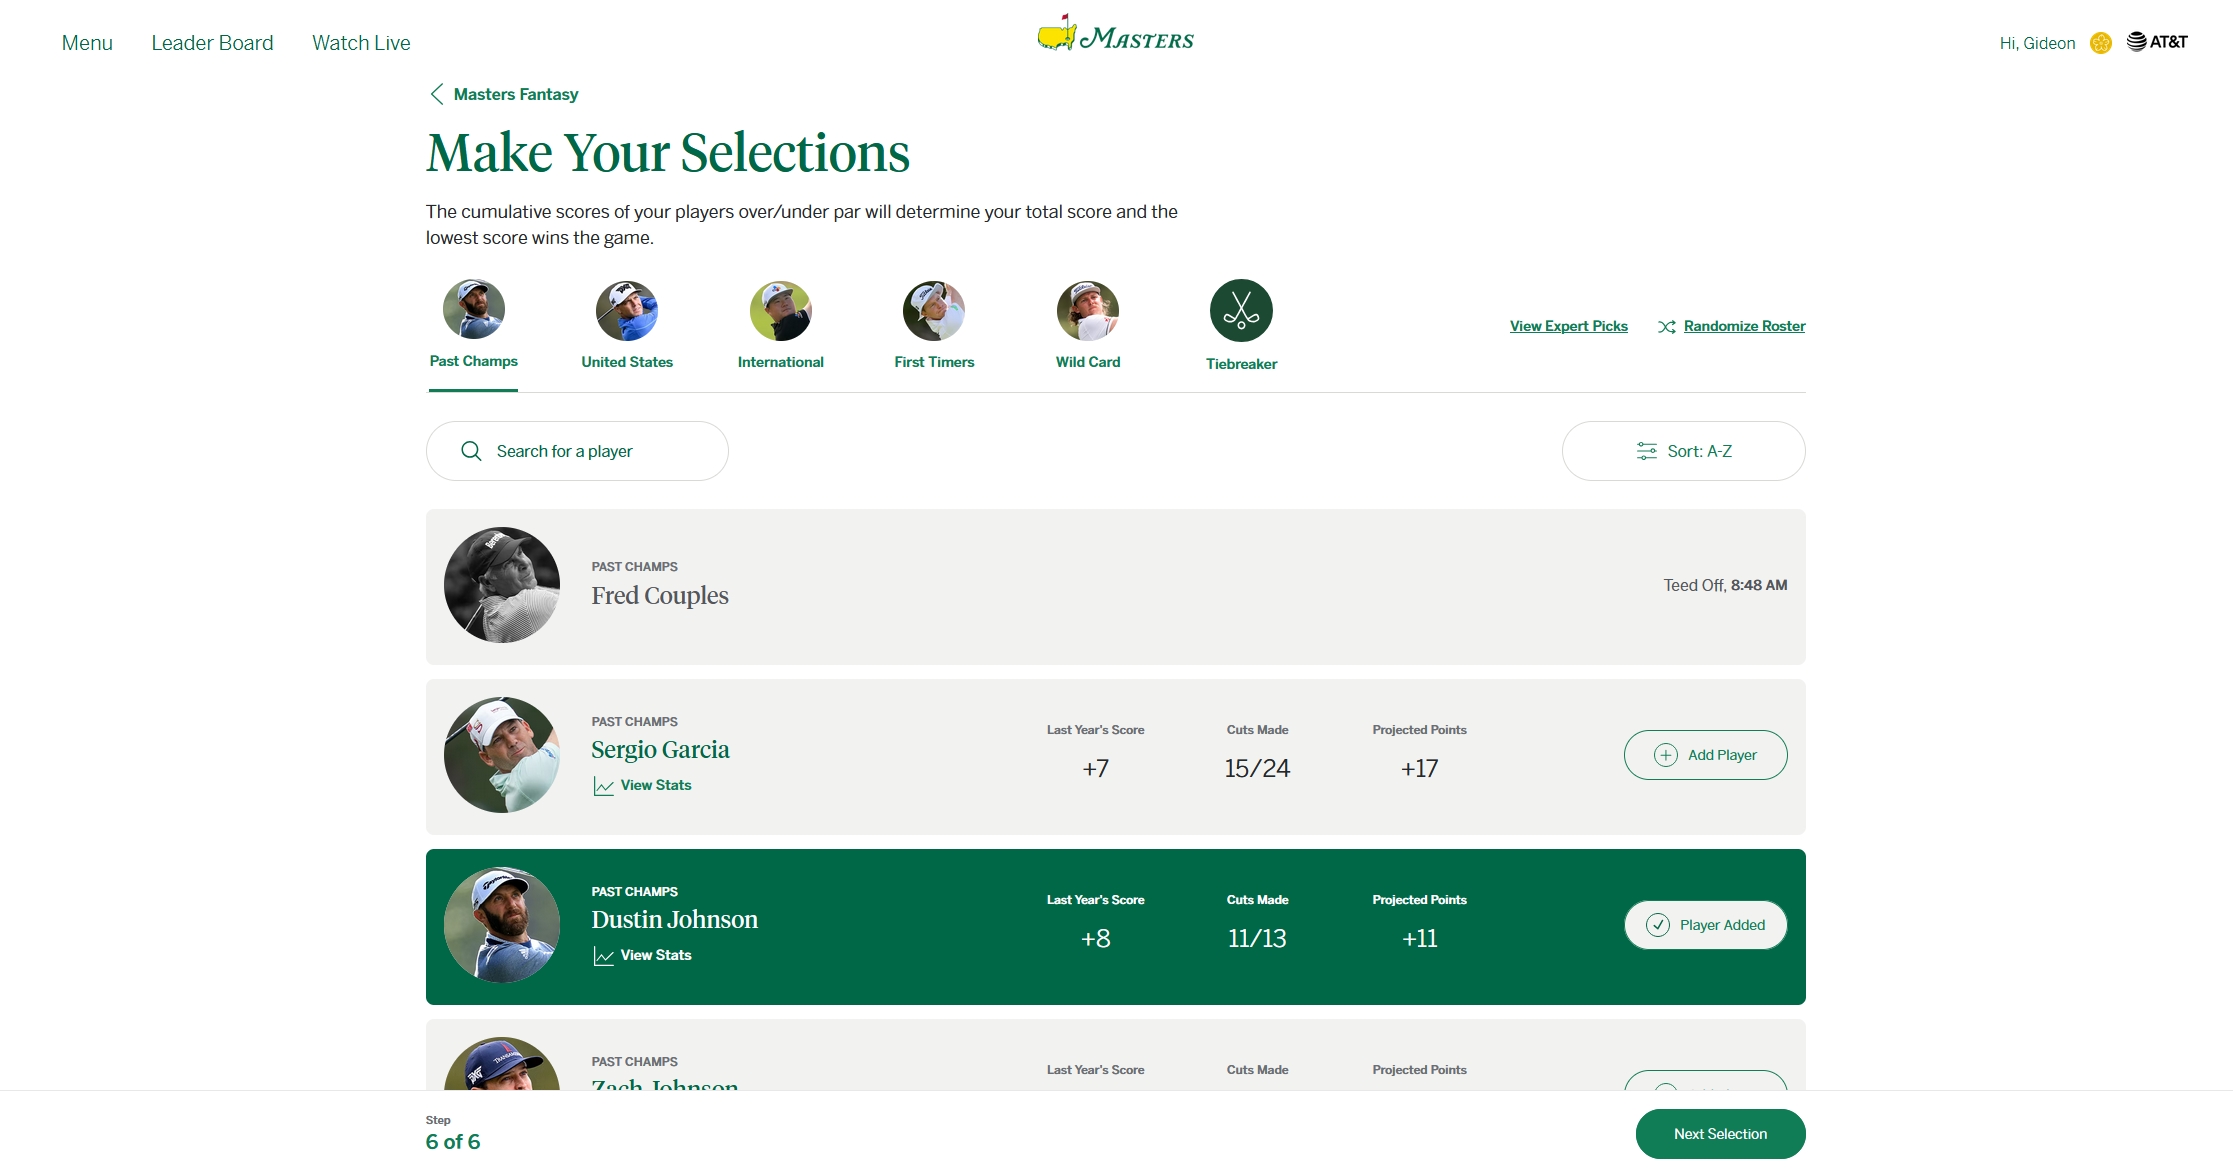 Menu
Leader Board
Watch Live
MASTERS
Hi, Gideon
AT&T
Masters Fantasy
Make Your Selections
The cumulative scores of your players over/under par will determine your total score and the
lowest score wins the game.
Past Champs
United States
International
First Timers
Wild Card
Tiebreaker
View Expert Picks
Randomize Roster
Search for a player
Sort: A-Z
PAST CHAMPS
Fred Couples
Teed Off, 8:48 AM
PAST CHAMPS
Sergio Garcia
View Stats
Last Year's Score
+7
Cuts Made
15/24
Projected Points
+17
Add Player
PAST CHAMPS
Dustin Johnson
View Stats
Last Year's Score
+8
Cuts Made
11/13
Projected Points
+11
Player Added
PAST CHAMPS
Zach Johnson
Last Year's Score
Cuts Made
Projected Points
Step
6 of 6
Next Selection